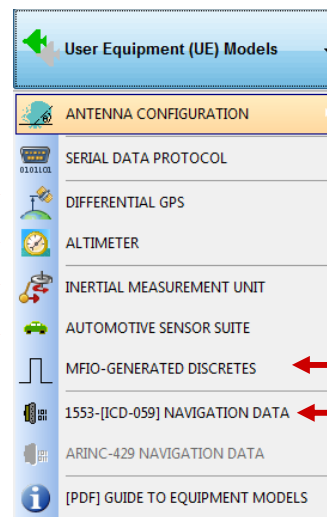 User Equipment (UE) Models
ANTENNA CONFIGURATION
0101101 SERIAL DATA PROTOCOL
DIFFERENTIAL GPS
ALTIMETER
INERTIAL MEASUREMENT UNIT
AUTOMOTIVE SENSOR SUITE
MFIO-GENERATED DISCRETES
1553-[ICD-059] NAVIGATION DATA
ARINC-429 NAVIGATION DATA
[PDF] GUIDE TO EQUIPMENT MODELS